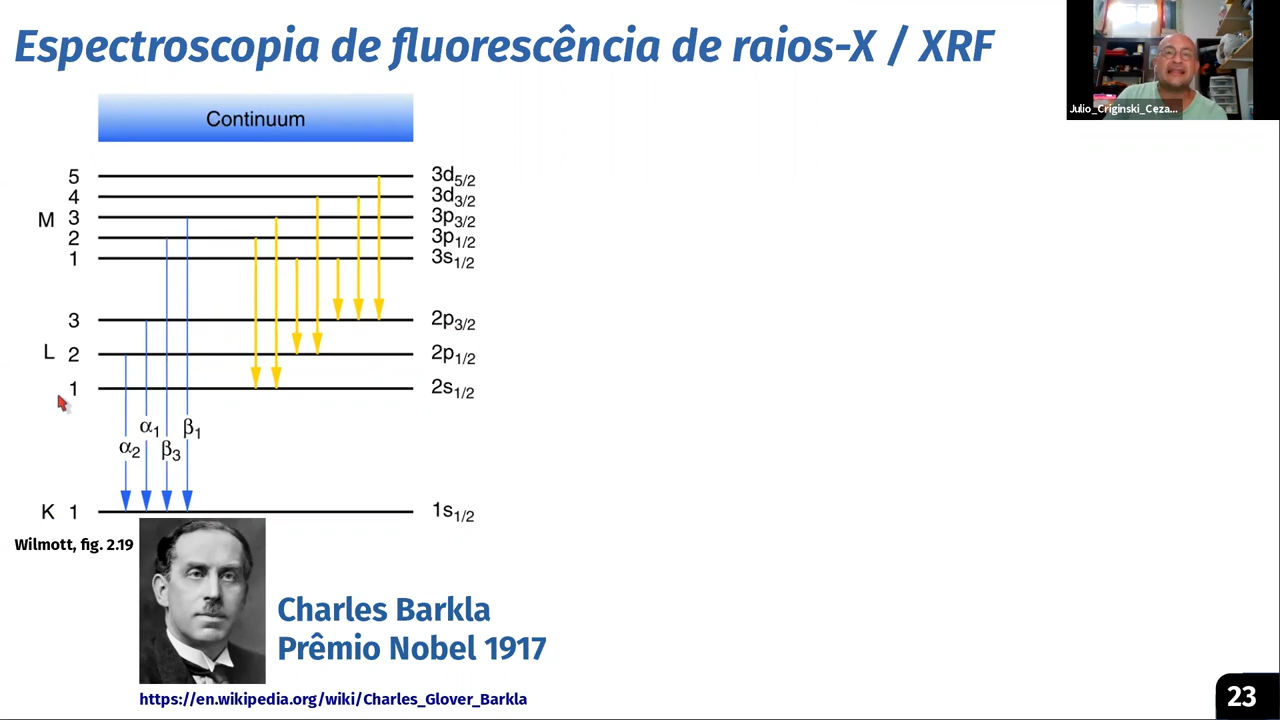 Espectroscopia de fluorescência de raios-X / XRF
Julio_Criginski_Ceza...
Continuum
5 3d5/2
4 3d3/2
M 3 3p3/2
2 3p1/2
1 3s1/2
3 2p3/2
L 2 2p1/2
1 2s1/2
α1 β1
α2 β3
K 1 1s1/2
Wilmott, fig. 2.19
Charles Barkla
Prêmio Nobel 1917
https://en.wikipedia.org/wiki/Charles_Glover_Barkla
23